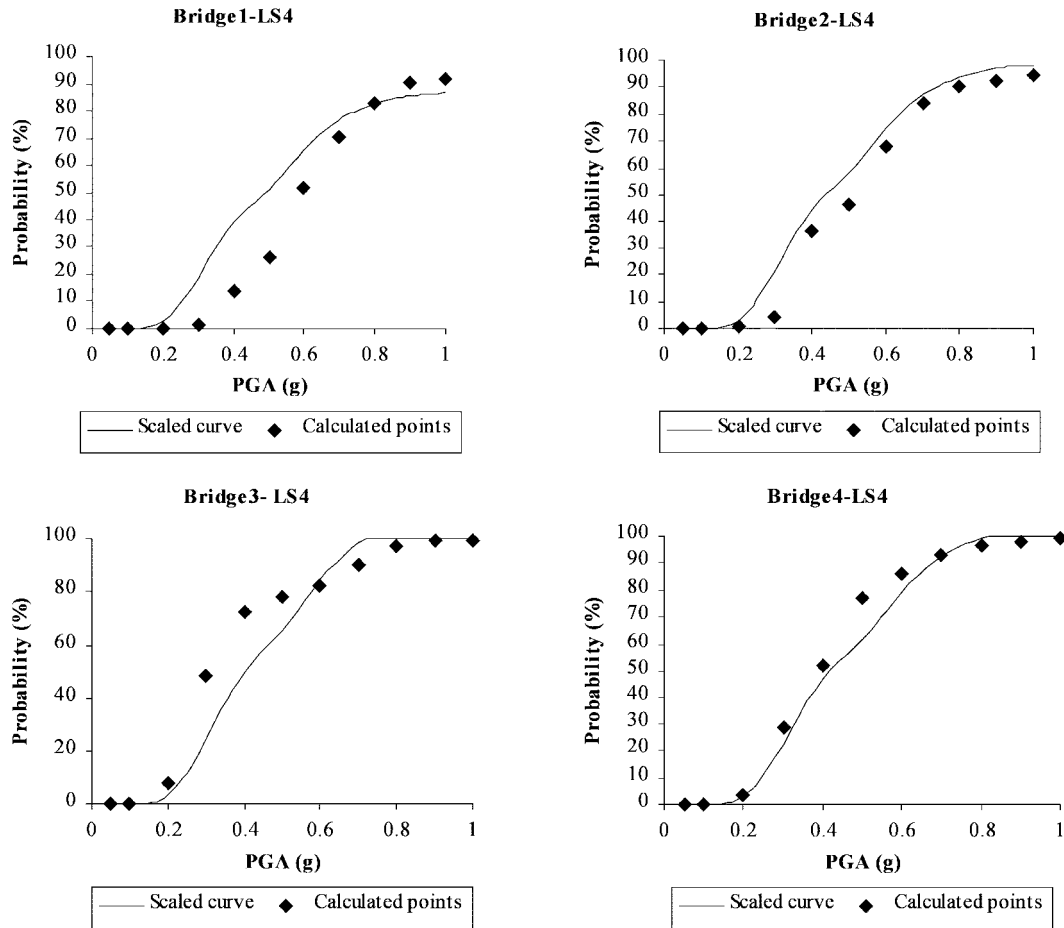 Bridge1-LS4
100
90
80
70
60
50
40
30
20
10
0
Probability (%)
0 0.2 0.4 0.6 0.8 1
PGA (g)
Scaled curve Calculated points
Bridge2-LS4
100
90
80
70
60
50
40
30
20
10
0
Probability (%)
0 0.2 0.4 0.6 0.8 1
PGA (g)
Scaled curve Calculated points
Bridge3- LS4
100
80
60
40
20
0
Probability (%)
0 0.2 0.4 0.6 0.8 1
PGA (g)
Scaled curve Calculated points
Bridge4-LS4
100
90
80
70
60
50
40
30
20
10
0
Probability (%)
0 0.2 0.4 0.6 0.8 1
PGA (g)
Scaled curve Calculated points